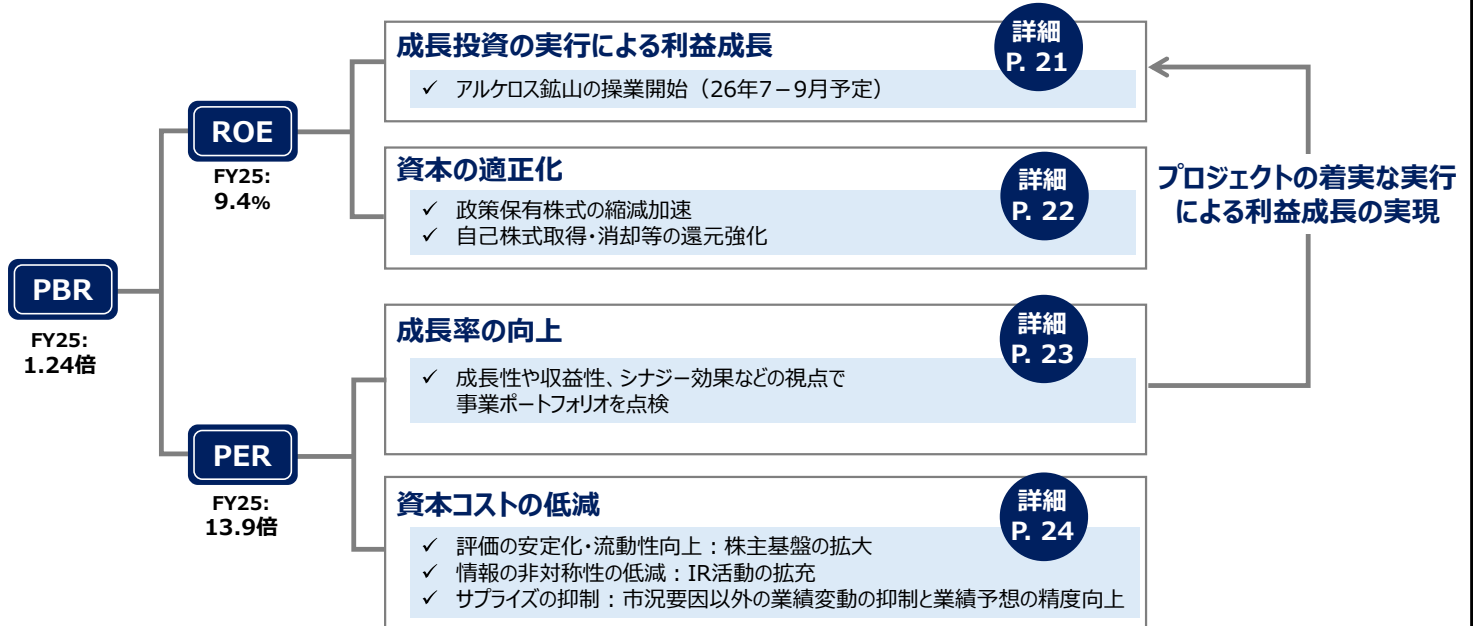 PBR
FY25:
1.24倍
ROE
FY25:
9.4%
成長投資の実行による利益成長
詳細
P. 21
✓ アルケロス鉱山の操業開始（26年7－9月予定）
資本の適正化
詳細
P. 22
✓ 政策保有株式の縮減加速
✓ 自己株式取得・消却等の還元強化
PER
FY25:
13.9倍
成長率の向上
詳細
P. 23
✓ 成長性や収益性、シナジー効果などの視点で
事業ポートフォリオを点検
資本コストの低減
詳細
P. 24
✓ 評価の安定化・流動性向上：株主基盤の拡大
✓ 情報の非対称性の低減：IR活動の拡充
✓ サプライズの抑制：市況要因以外の業績変動の抑制と業績予想の精度向上
プロジェクトの着実な実行
による利益成長の実現